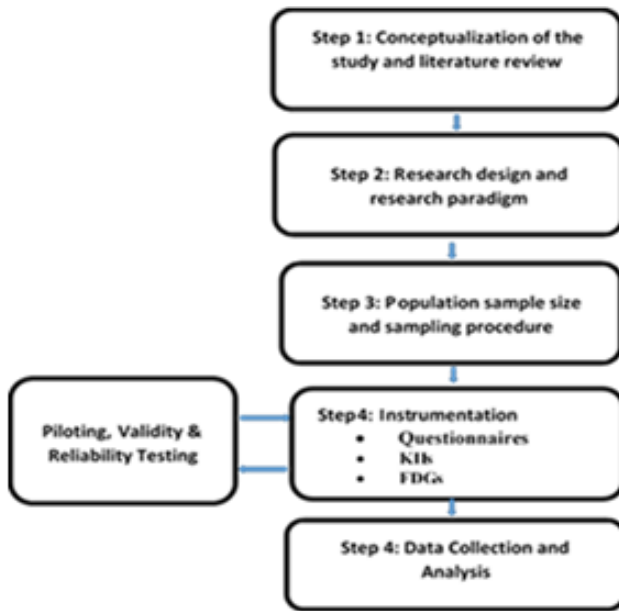 Step 1: Conceptualization of the
study and literature review
Step 2: Research design and
research paradigm
Step 3: Population sample size
and sampling procedure
Piloting, Validity &
Reliability Testing
Step4: Instrumentation
• Questionnaires
• KIIs
• FDGs
Step 4: Data Collection and
Analysis